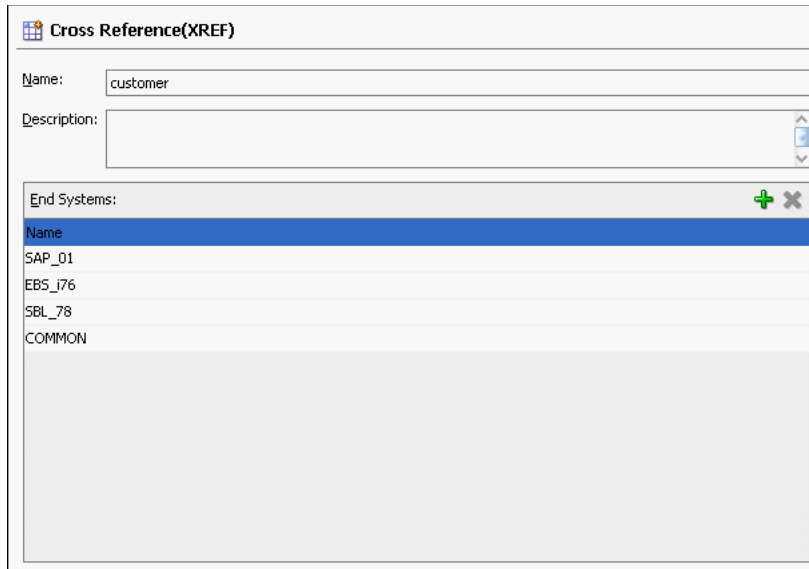 Cross Reference(XREF)
Name: customer
Description:
End Systems:
Name
SAP_01
EBS_i76
SBL_78
COMMON